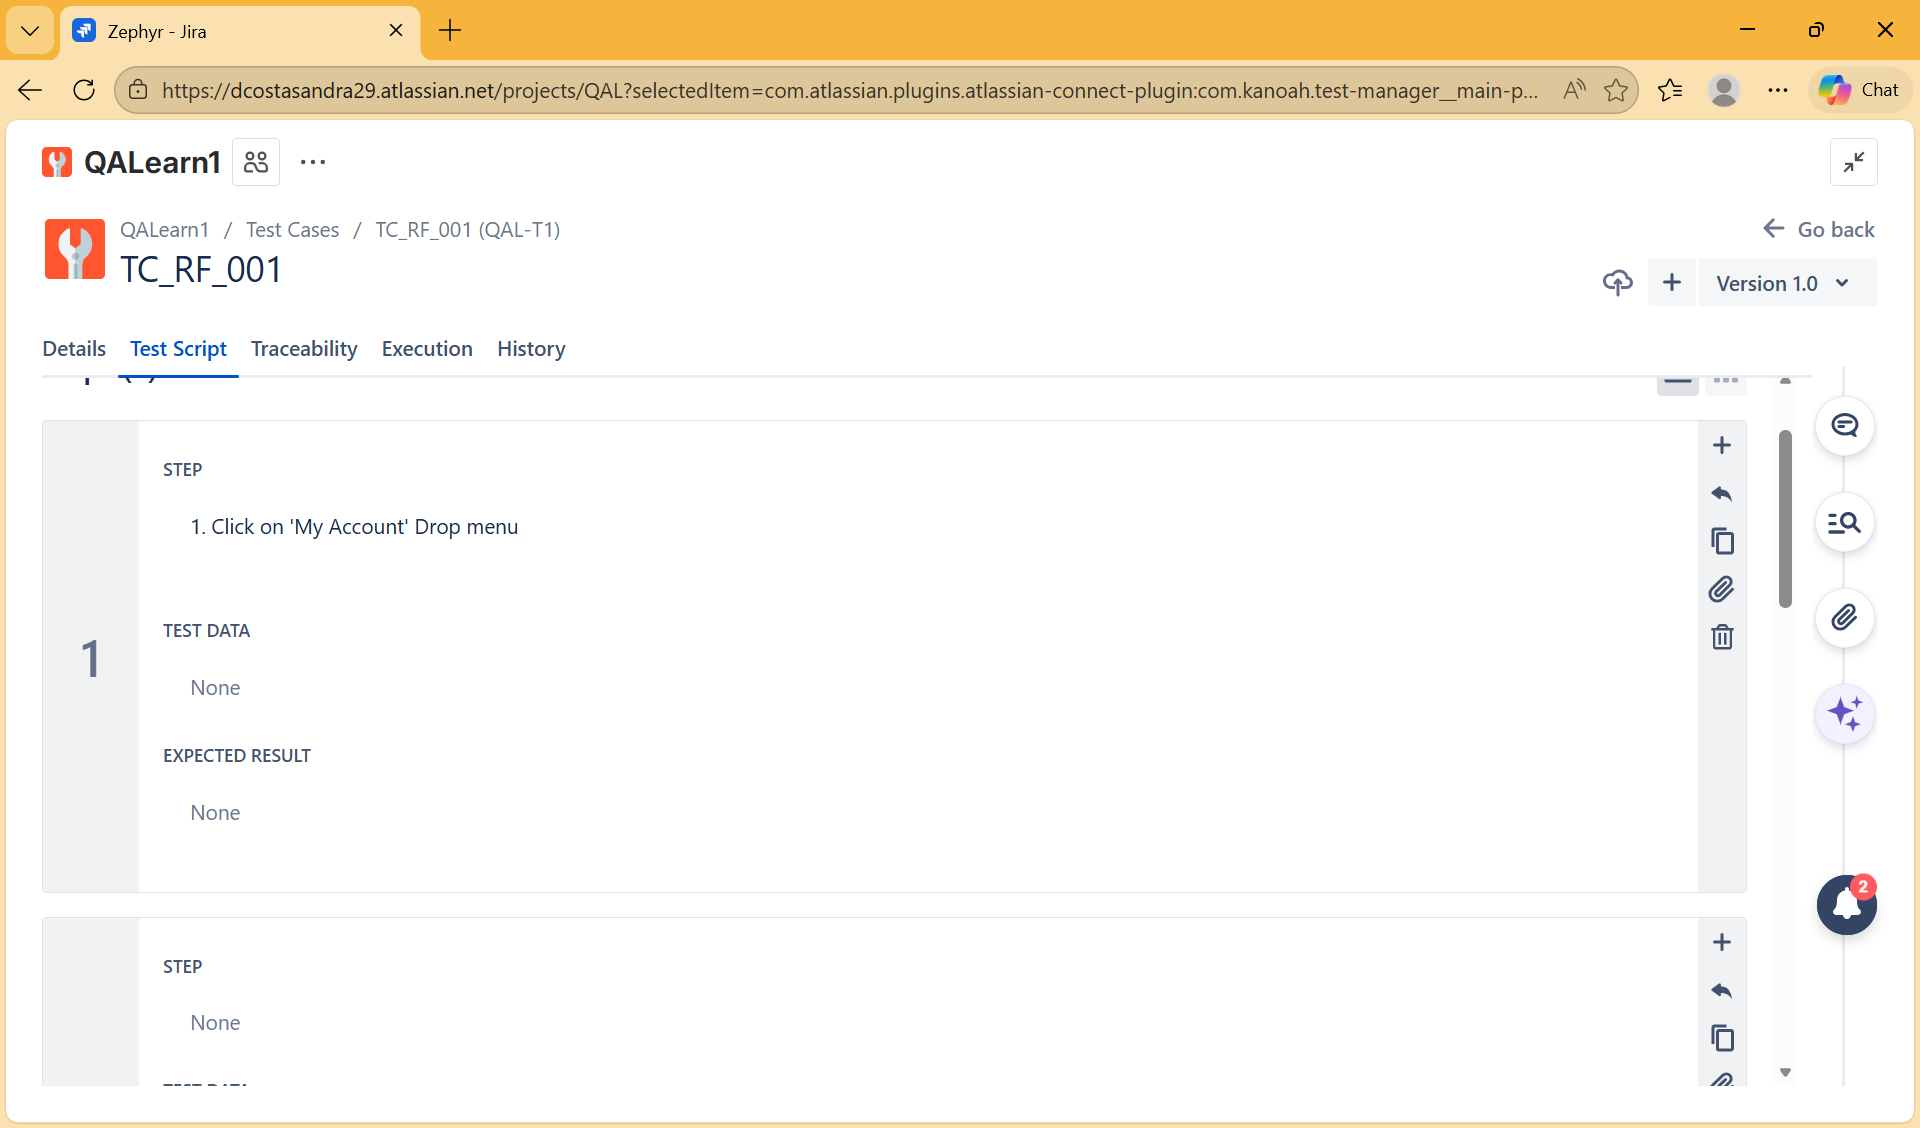 Zephyr - Jira
https://dcostasandra29.atlassian.net/projects/QAL?selectedItem=com.atlassian.plugins.atlassian-connect-plugin:com.kanoah.test-manager__main-p...
Chat
QALearn1
QALearn1 / Test Cases / TC_RF_001 (QAL-T1)
Go back
TC_RF_001
Version 1.0
Details Test Script Traceability Execution History
STEP
1. Click on 'My Account' Drop menu
TEST DATA
1
None
EXPECTED RESULT
None
2
STEP
None
TEST DATA